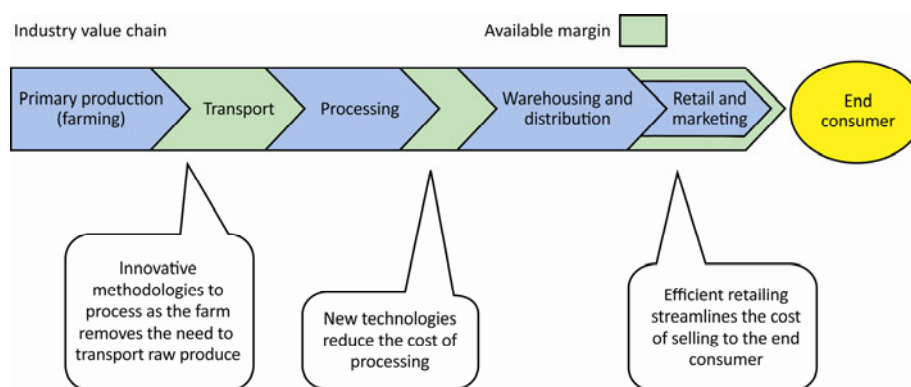 Industry value chain
Available margin
Primary production
(farming)
Transport
Processing
Warehousing and
distribution
Retail and
marketing
End
consumer
Innovative
methodologies to
process as the farm
removes the need to
transport raw produce
New technologies
reduce the cost of
processing
Efficient retailing
streamlines the cost
of selling to the end
consumer